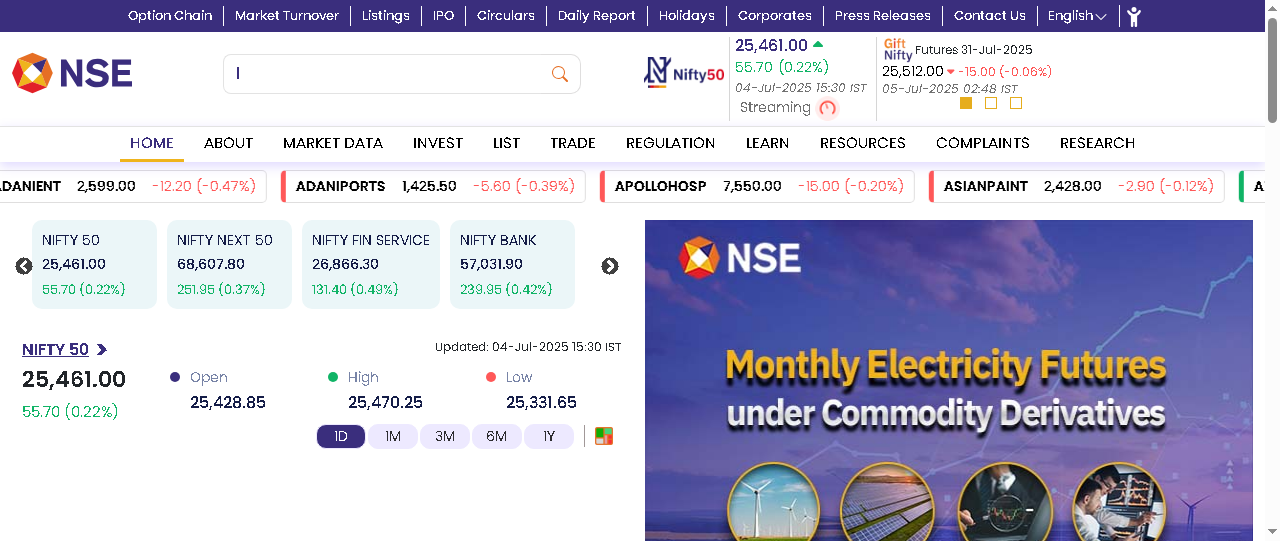 Option Chain Market Turnover Listings IPO Circulars Daily Report Holidays Corporates Press Releases Contact Us English
NSE
Nifty50
25,461.00
55.70 (0.22%)
04-Jul-2025 15:30 IST
Streaming
Gift Nifty Futures 31-Jul-2025
25,512.00 -15.00 (-0.06%)
05-Jul-2025 02:48 IST
HOME ABOUT MARKET DATA INVEST LIST TRADE REGULATION LEARN RESOURCES COMPLAINTS RESEARCH
DANIENT 2,599.00 -12.20 (-0.47%) ADANIPORTS 1,425.50 -5.60 (-0.39%) APOLLOHOSP 7,550.00 -15.00 (-0.20%) ASIANPAINT 2,428.00 -2.90 (-0.12%)
NIFTY 50
25,461.00
55.70 (0.22%)
NIFTY NEXT 50
68,607.80
251.95 (0.37%)
NIFTY FIN SERVICE
26,866.30
131.40 (0.49%)
NIFTY BANK
57,031.90
239.95 (0.42%)
NIFTY 50
Updated: 04-Jul-2025 15:30 IST
25,461.00
55.70 (0.22%)
Open
25,428.85
High
25,470.25
Low
25,331.65
1D 1M 3M 6M 1Y
NSE
Monthly Electricity Futures
under Commodity Derivatives